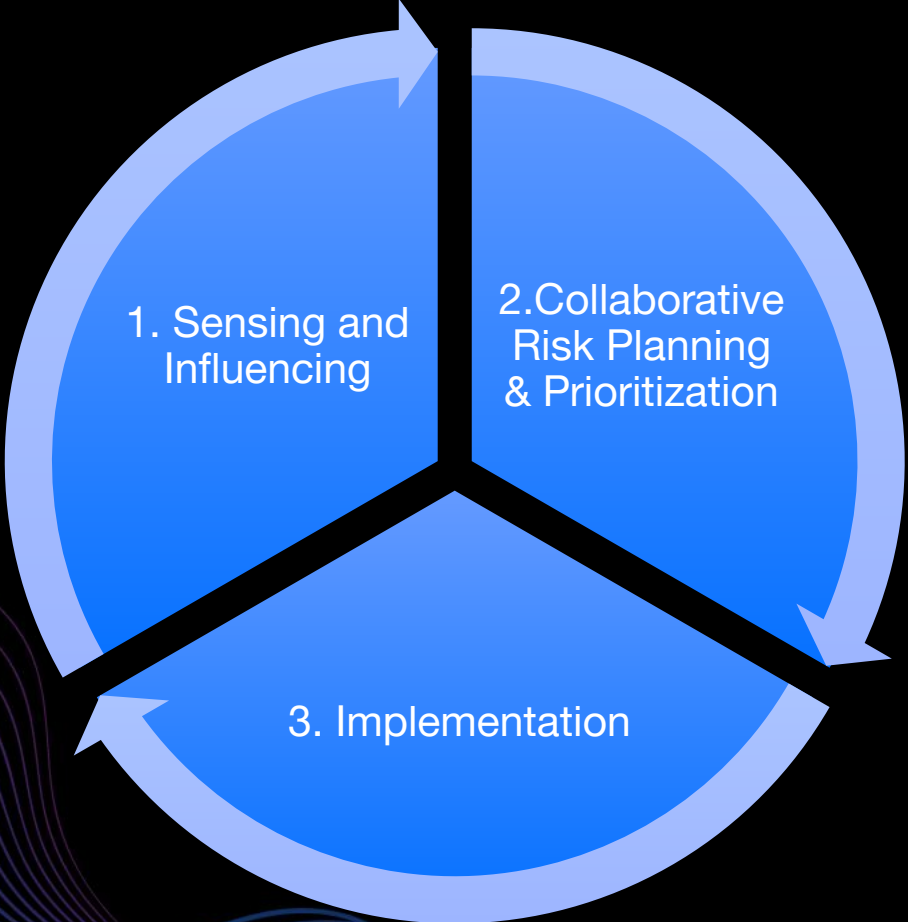 1. Sensing and
Influencing
2.Collaborative
Risk Planning
& Prioritization
3. Implementation